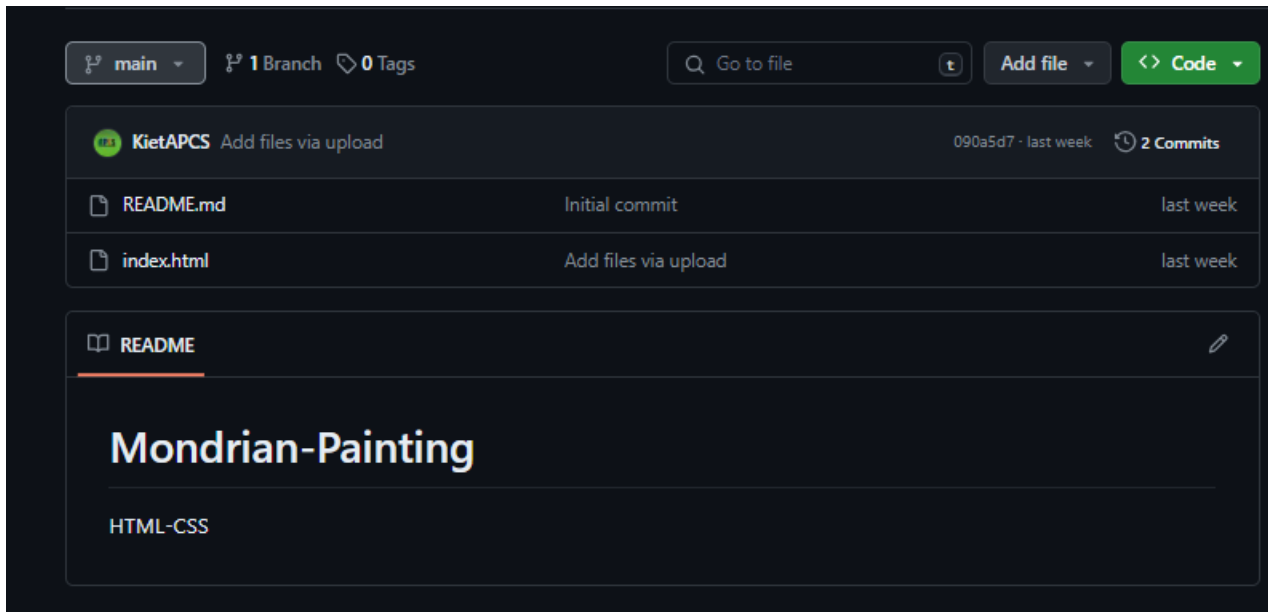 main 1 Branch 0 Tags Go to file t Add file <> Code
KietAPCS Add files via upload 090a5d7 · last week 2 Commits
README.md Initial commit last week
index.html Add files via upload last week
README
Mondrian-Painting
HTML-CSS